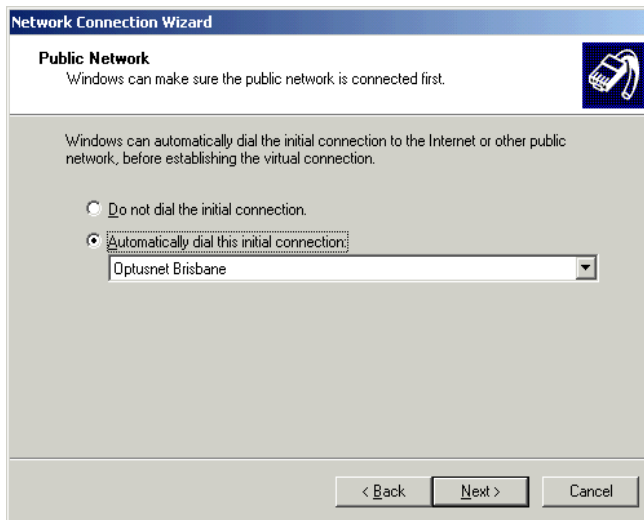 Network Connection Wizard
Public Network
Windows can make sure the public network is connected first.
Windows can automatically dial the initial connection to the Internet or other public
network, before establishing the virtual connection.
Do not dial the initial connection.
Automatically dial this initial connection:
Optusnet Brisbane
< Back
Next >
Cancel